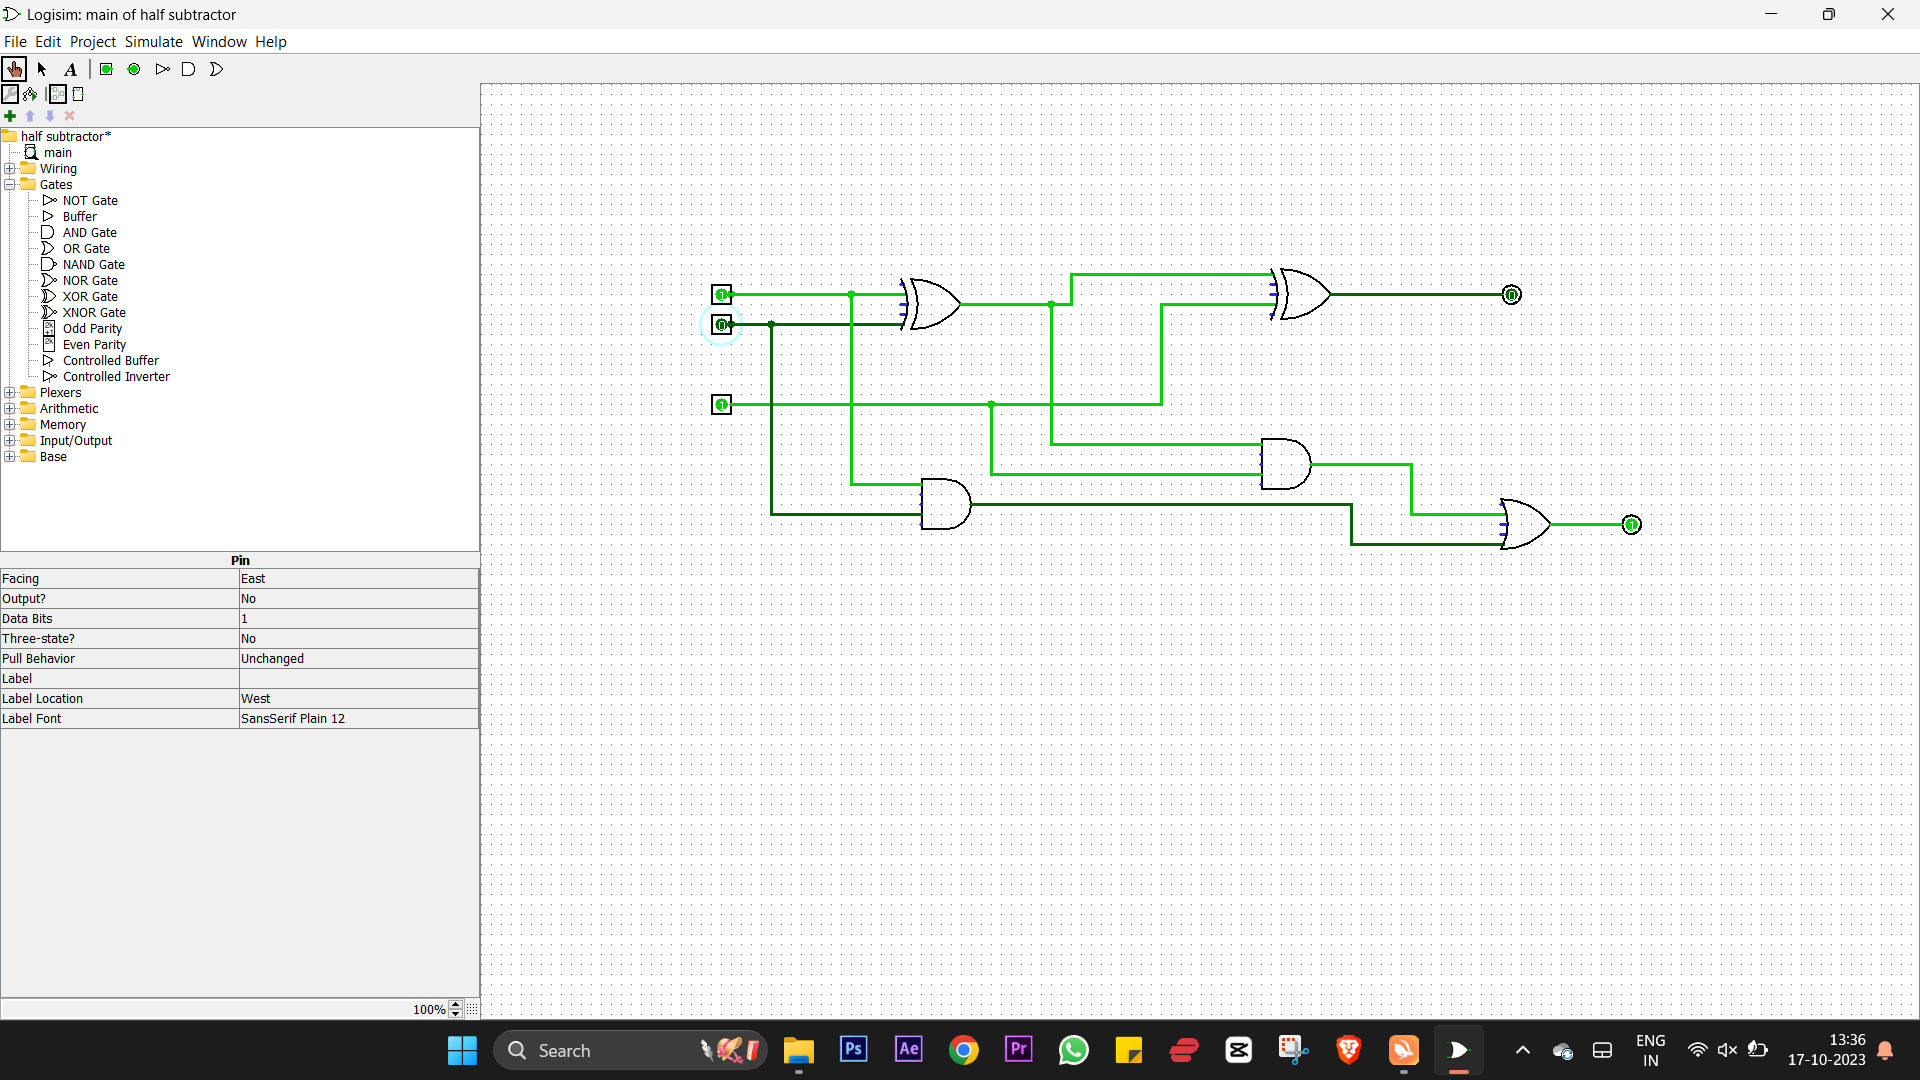 Logisim: main of half subtractor
File Edit Project Simulate Window Help
A
half subtractor*
main
Wiring
Gates
NOT Gate
Buffer
AND Gate
OR Gate
NAND Gate
NOR Gate
XOR Gate
XNOR Gate
Odd Parity
Even Parity
Controlled Buffer
Controlled Inverter
Plexers
Arithmetic
Memory
Input/Output
Base
Pin
Facing East
Output? No
Data Bits 1
Three-state? No
Pull Behavior Unchanged
Label
Label Location West
Label Font SansSerif Plain 12
100%
1
0
1
0
1
Search
Ps
Ae
Pr
ENG
IN
13:36
17-10-2023